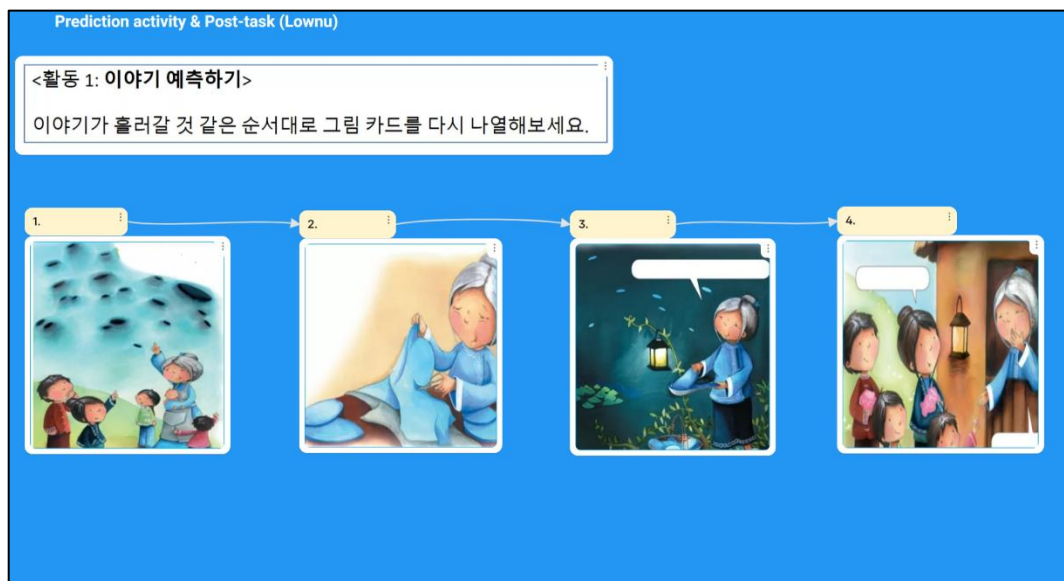 Prediction activity & Post-task (Lownu)
<활동 1: 이야기 예측하기>
이야기가 흘러갈 것 같은 순서대로 그림 카드를 다시 나열해보세요.
1.
2.
3.
4.